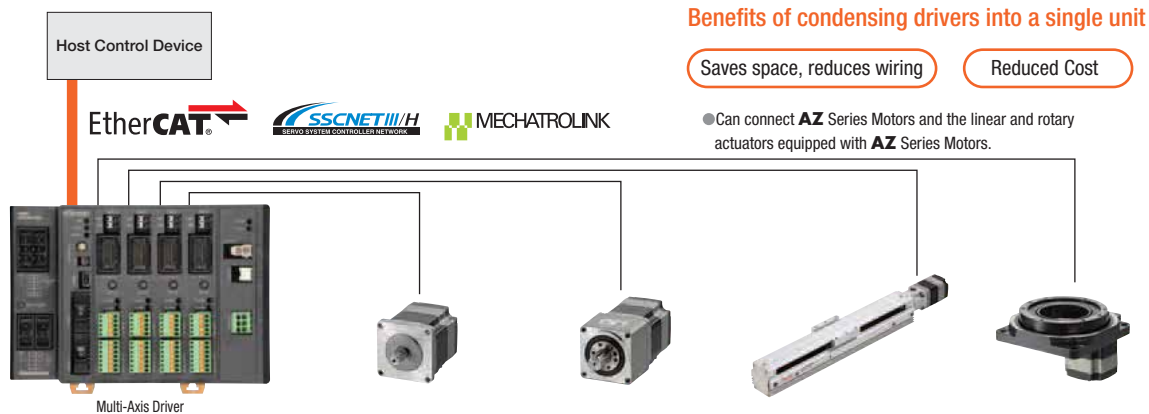 Benefits of condensing drivers into a single unit
Host Control Device
Saves space, reduces wiring
Reduced Cost
EtherCAT®
SSCNETIII/H
SERVO SYSTEM CONTROLLER NETWORK
MECHATROLINK
●Can connect AZ Series Motors and the linear and rotary
actuators equipped with AZ Series Motors.
Multi-Axis Driver